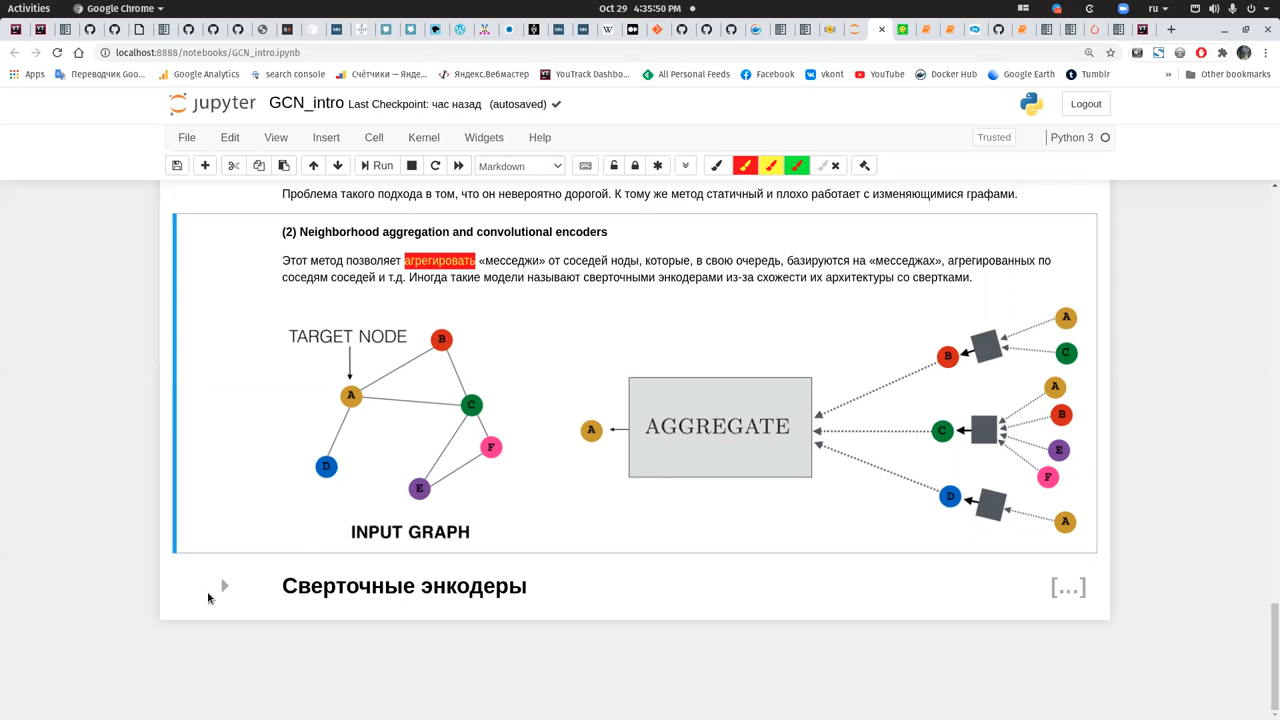 Activities
Google Chrome
Oct 29 4:35:50 PM
ru
localhost:8888/notebooks/GCN_intro.ipynb
Apps
Переводчик Goo...
Google Analytics
search console
Счётчики — Янде...
Яндекс.Вебмастер
YouTrack Dashbo...
All Personal Feeds
Facebook
vkont
YouTube
Docker Hub
Google Earth
Tumblr
»
Other bookmarks
jupyter GCN_intro Last Checkpoint: час назад (autosaved)
Logout
File Edit View Insert Cell Kernel Widgets Help
Trusted
Python 3
Run
Markdown
Проблема такого подхода в том, что он невероятно дорогой. К тому же метод статичный и плохо работает с изменяющимися графами.
(2) Neighborhood aggregation and convolutional encoders
Этот метод позволяет агрегировать «месседжи» от соседей ноды, которые, в свою очередь, базируются на «месседжах», агрегированных по
соседям соседей и т.д. Иногда такие модели называют сверточными энкодерами из-за схожести их архитектуры со свертками.
TARGET NODE
B
A
C
F
D
E
INPUT GRAPH
A
AGGREGATE
B
C
D
A
C
A
B
E
F
A
Сверточные энкодеры
[...]